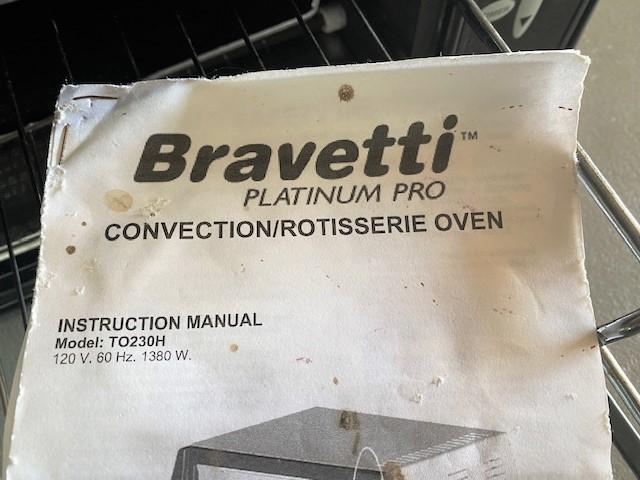 Bravetti™
PLATINUM PRO
CONVECTION/ROTISSERIE OVEN
INSTRUCTION MANUAL
Model: TO230H
120 V. 60 Hz. 1380 W.